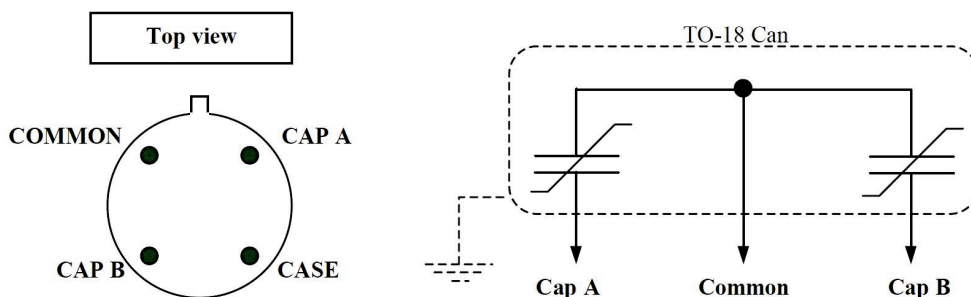 Top view
COMMON
CAP A
CAP B
CASE
TO-18 Can
Cap A
Common
Cap B